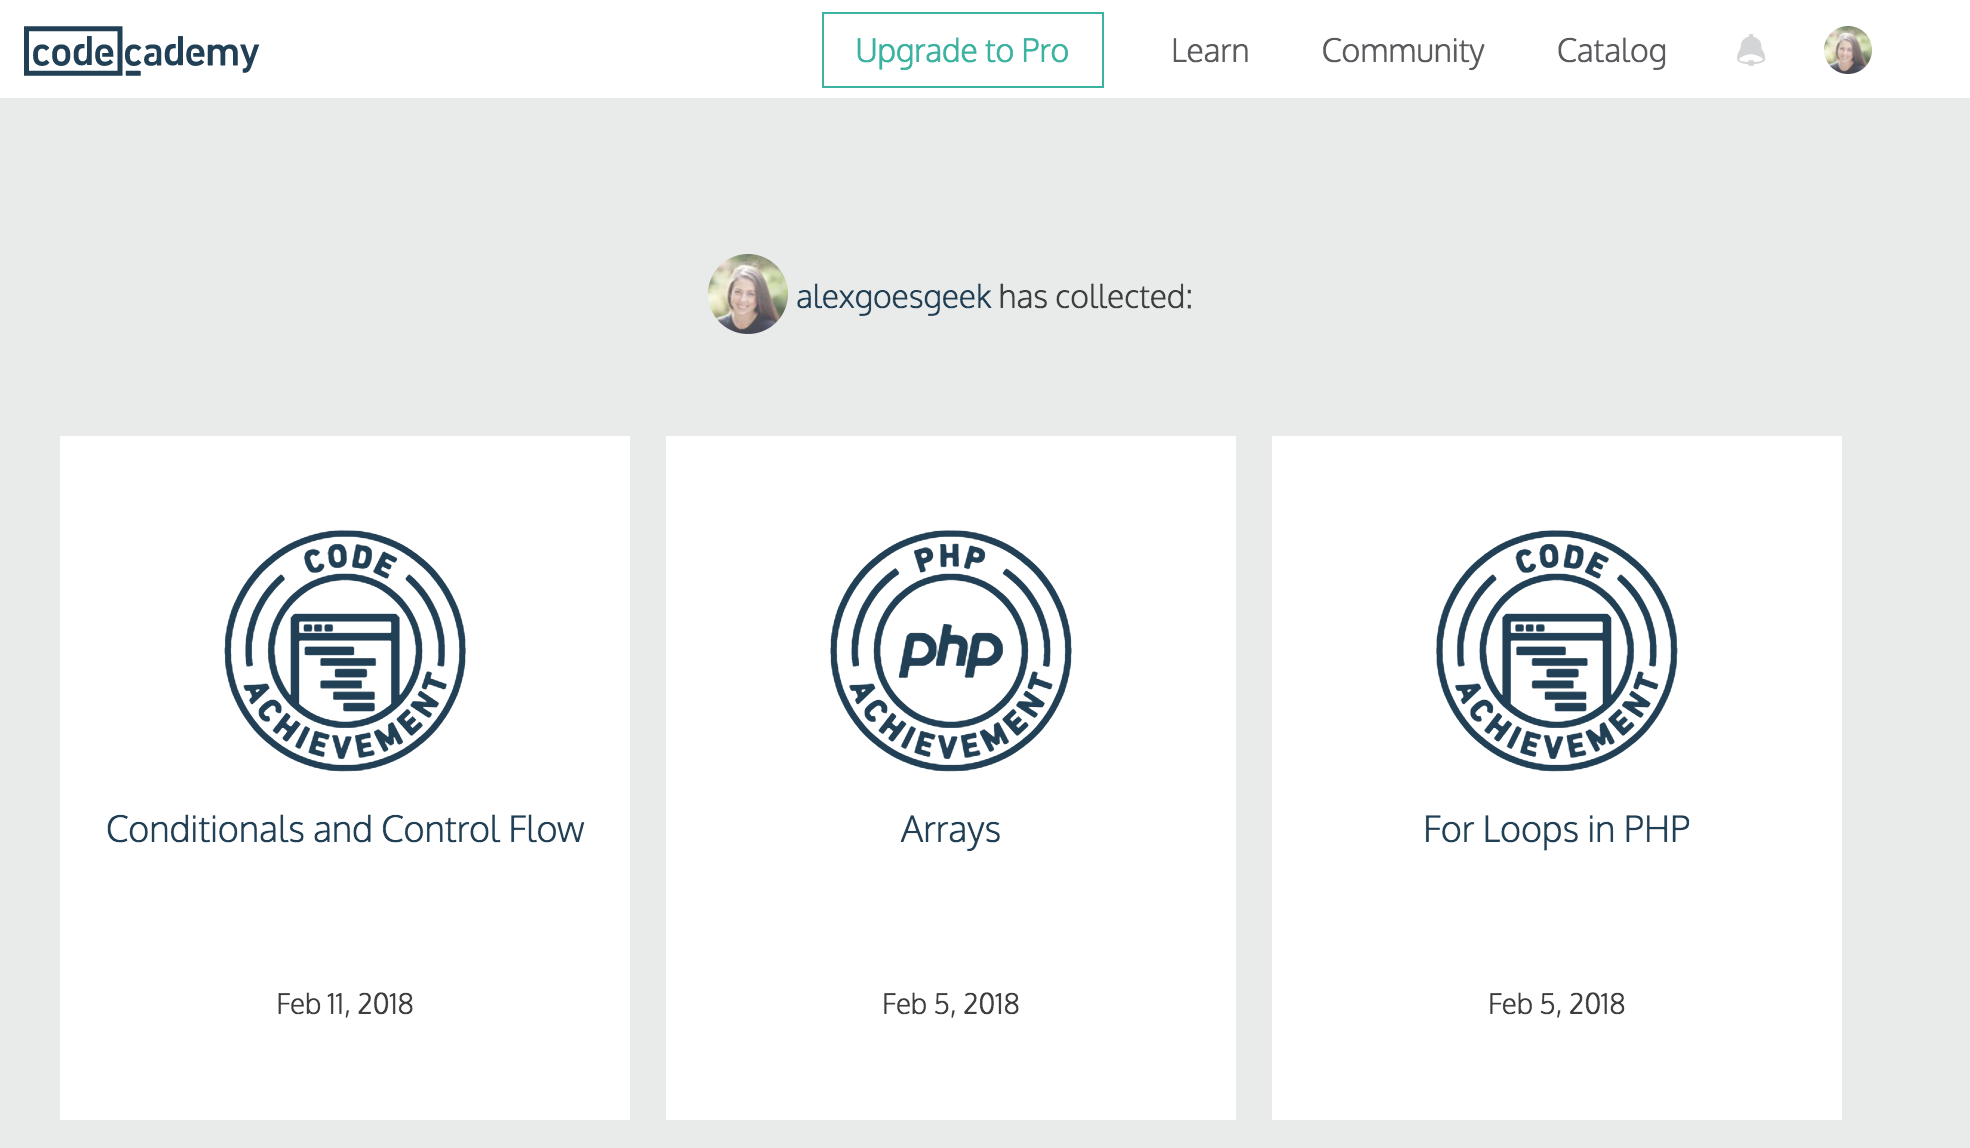 codecademy
Upgrade to Pro
Learn
Community
Catalog
alexgoesgeek has collected:
CODE
ACHIEVEMENT
Conditionals and Control Flow
Feb 11, 2018
PHP
php
ACHIEVEMENT
Arrays
Feb 5, 2018
CODE
ACHIEVEMENT
For Loops in PHP
Feb 5, 2018